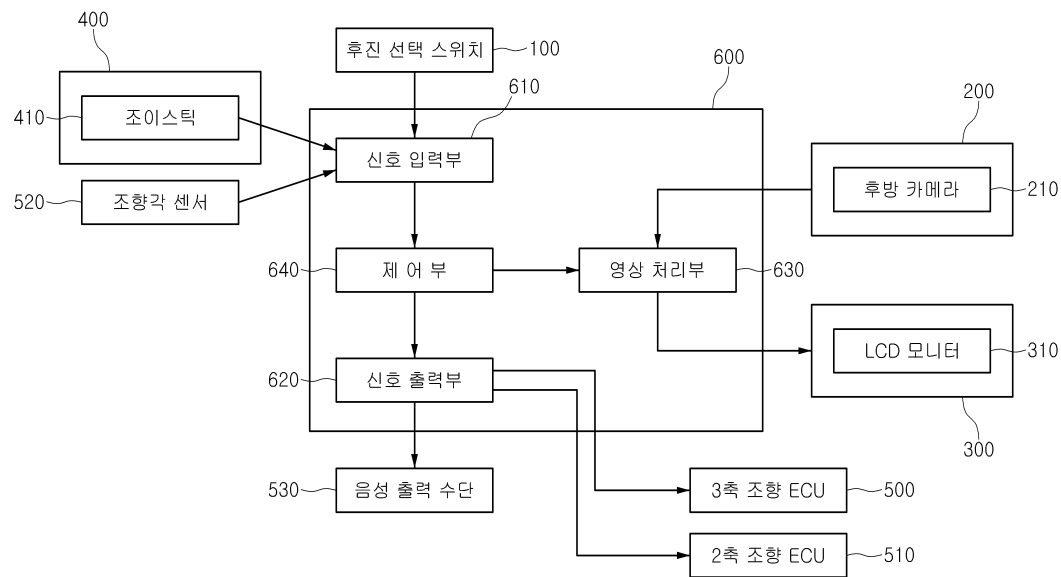 400
후진 선택 스위치
100
600
610
410
조이스틱
200
신호 입력부
후방 카메라
210
520
조향각 센서
640
제 어 부
영상 처리부
630
LCD 모니터
310
620
신호 출력부
300
530
음성 출력 수단
3축 조향 ECU
500
2축 조향 ECU
510